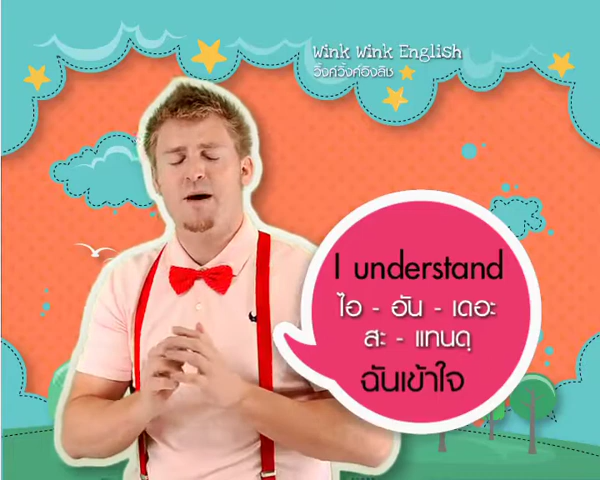 Wink Wink English
วิ้งค์วิ้งค์อิงลิช
I understand
ไอ - อัน - เดอะ
สะ - แทนดฺ
ฉันเข้าใจ